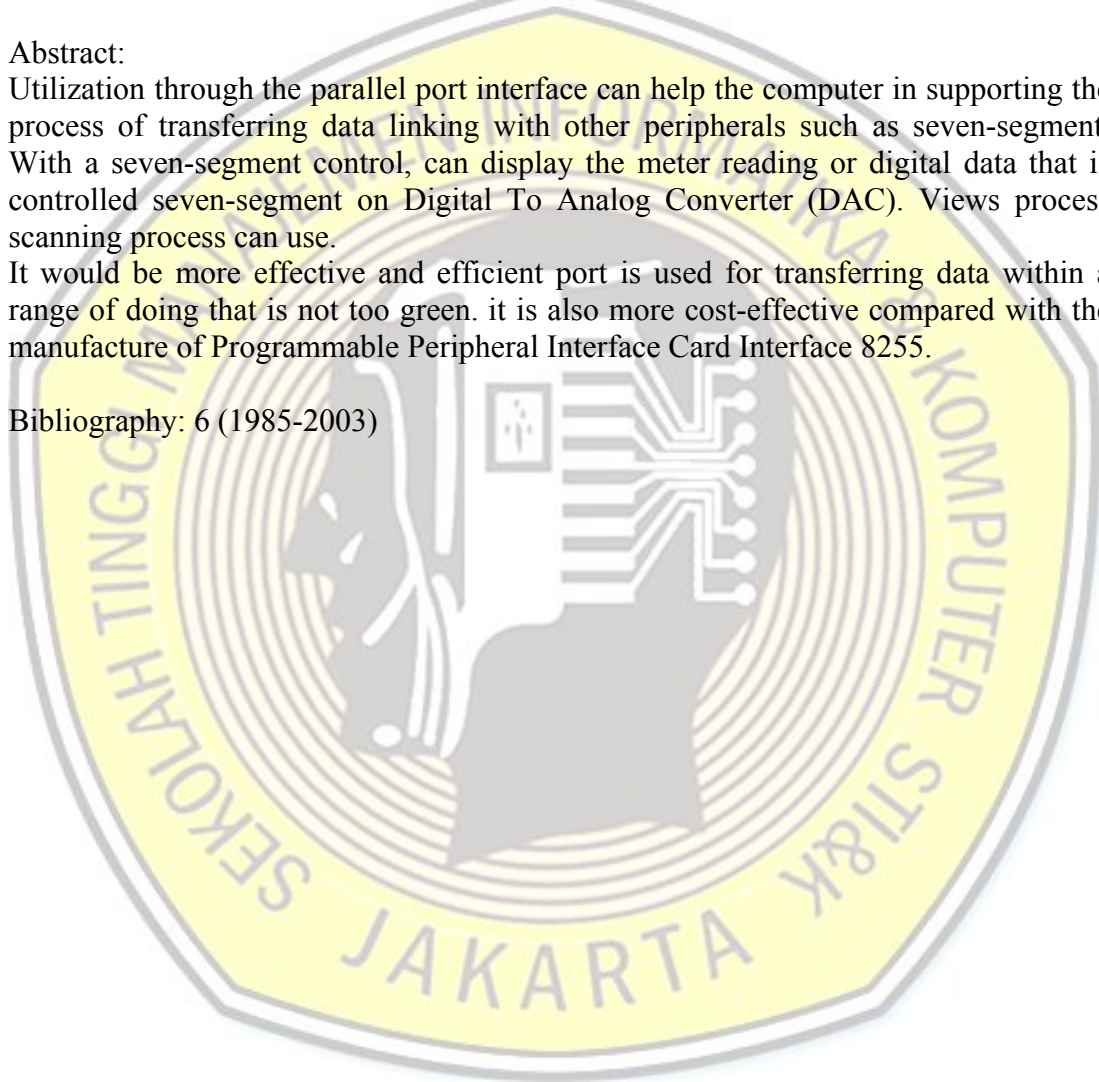 Abstract:
Utilization through the parallel port interface can help the computer in supporting the
process of transferring data linking with other peripherals such as seven-segment
With a seven-segment control, can display the meter reading or digital data that i
controlled seven-segment on Digital To Analog Converter (DAC). Views proces
scanning process can use.
It would be more effective and efficient port is used for transferring data within a
range of doing that is not too green. it is also more cost-effective compared with the
manufacture of Programmable Peripheral Interface Card Interface 8255.
Bibliography: 6 (1985-2003)
SEKOLAH TINGGI MANAJEMEN INFORMATIKA & KOMPUTER STI&K
JAKARTA